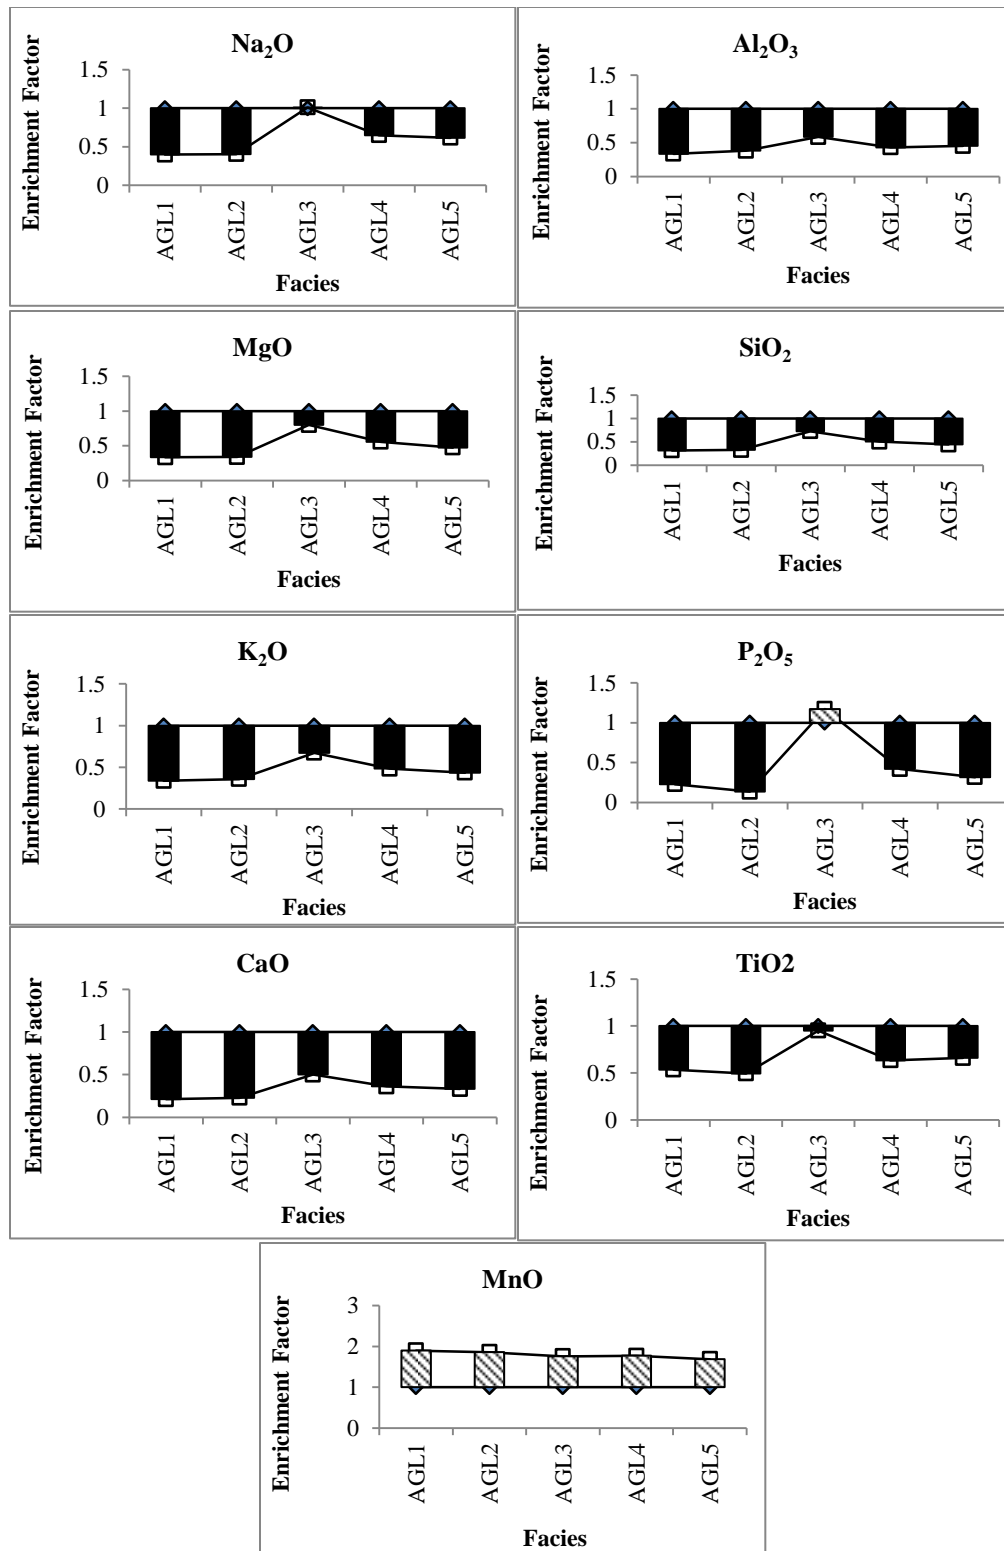 Na₂O
Enrichment Factor
1.5
1
0.5
0
AGL1
AGL2
AGL3
AGL4
AGL5
Facies
Al₂O₃
Enrichment Factor
1.5
1
0.5
0
AGL1
AGL2
AGL3
AGL4
AGL5
Facies
MgO
Enrichment Factor
1.5
1
0.5
0
AGL1
AGL2
AGL3
AGL4
AGL5
Facies
SiO₂
Enrichment Factor
1.5
1
0.5
0
AGL1
AGL2
AGL3
AGL4
AGL5
Facies
K₂O
Enrichment Factor
1.5
1
0.5
0
AGL1
AGL2
AGL3
AGL4
AGL5
Facies
P₂O₅
Enrichment Factor
1.5
1
0.5
0
AGL1
AGL2
AGL3
AGL4
AGL5
Facies
CaO
Enrichment Factor
1.5
1
0.5
0
AGL1
AGL2
AGL3
AGL4
AGL5
Facies
TiO2
Enrichment Factor
1.5
1
0.5
0
AGL1
AGL2
AGL3
AGL4
AGL5
Facies
MnO
Enrichment Factor
3
2
1
0
AGL1
AGL2
AGL3
AGL4
AGL5
Facies